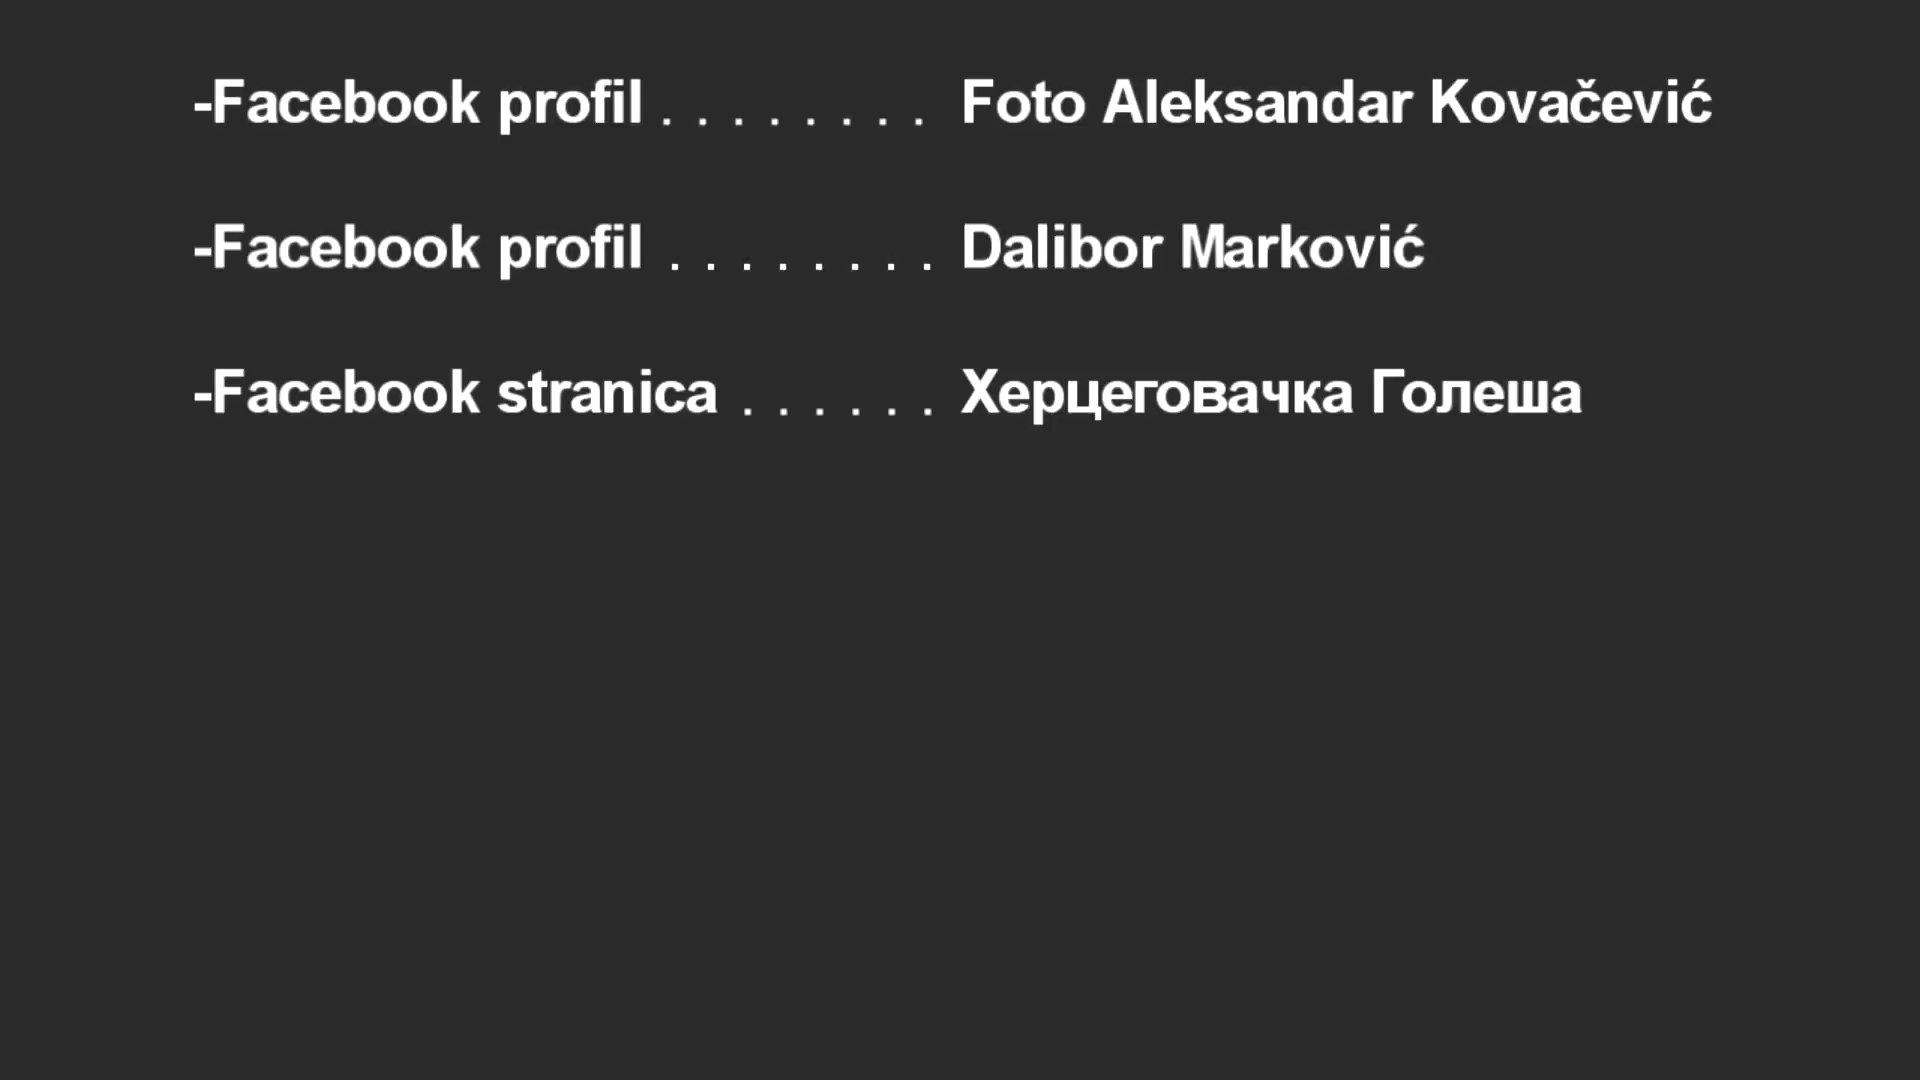 -Facebook profil . . . . . . . . Foto Aleksandar Kovačević
-Facebook profil . . . . . . . . Dalibor Marković
-Facebook stranica . . . . . . Херцеговачка Голеша